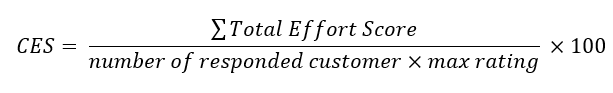 CES = ∑Total Effort Score / number of responded customer × max rating × 100